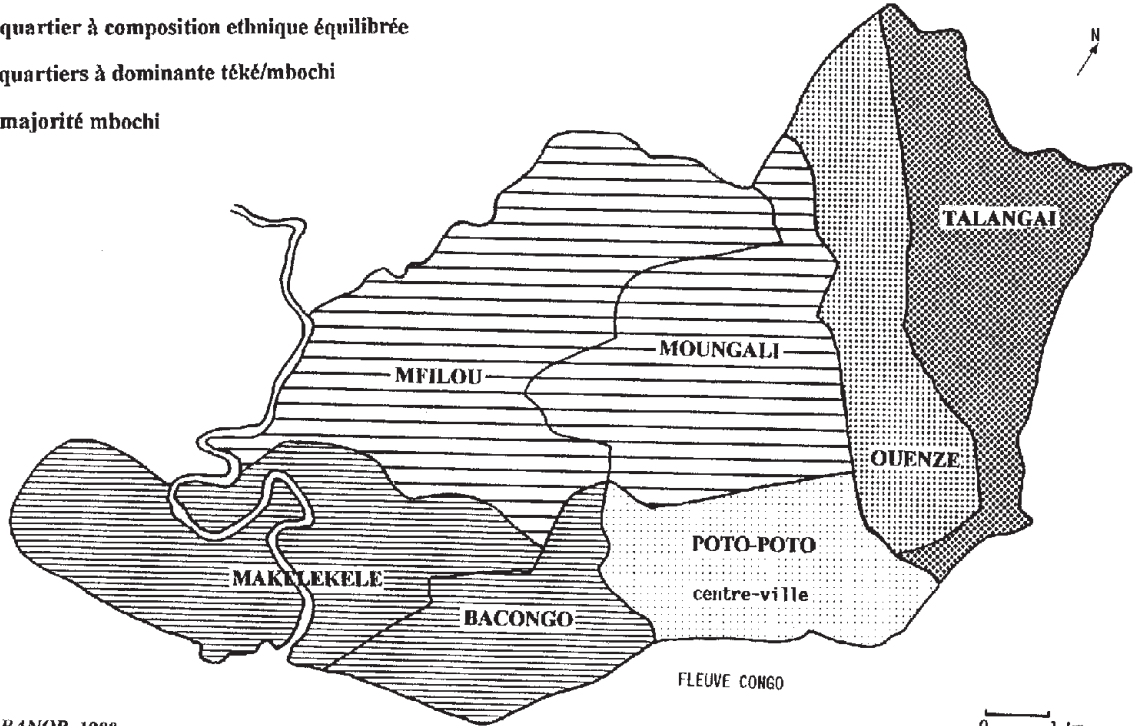 quartier à composition ethnique équilibrée
quartiers à dominante téké/mbochi
majorité mbochi
N
TALANGAI
MOUNGALI
MFILOU
OUENZE
POTO-POTO
centre-ville
MAKELEKELE
BACONGO
FLEUVE CONGO
0